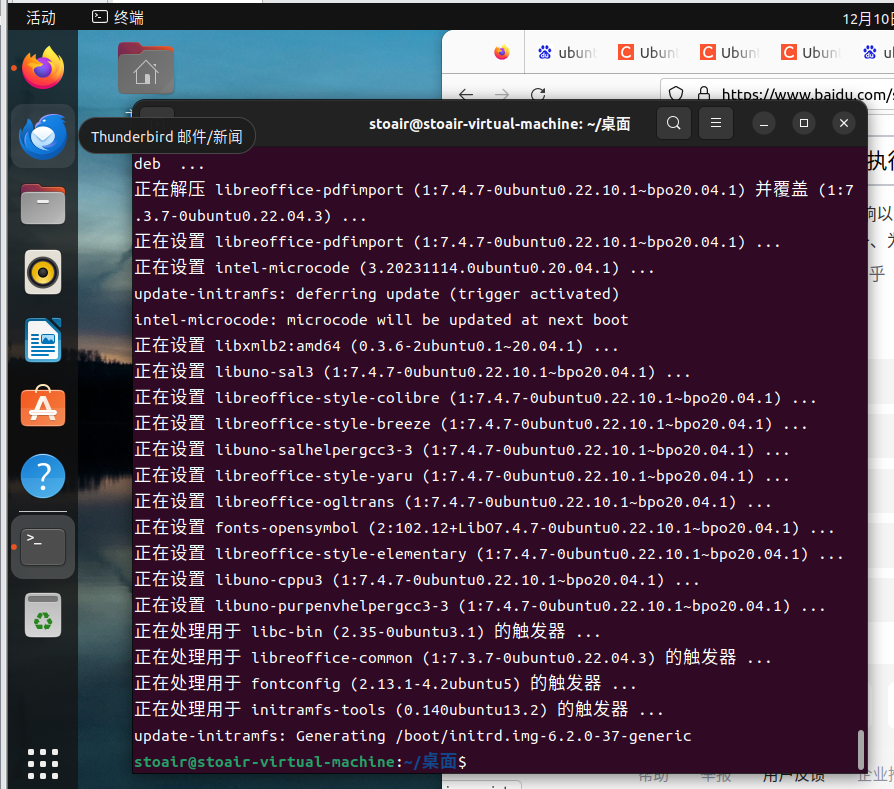 活动 终端 12月10日
ubunt Ubun Ubun Ubun ub
https://www.baidu.com/s
stoair@stoair-virtual-machine: ~/桌面
Thunderbird 邮件/新闻
deb ...
正在解压 libreoffice-pdfimport (1:7.4.7-0ubuntu0.22.10.1~bpo20.04.1) 并覆盖 (1:7
.3.7-0ubuntu0.22.04.3) ...
正在设置 libreoffice-pdfimport (1:7.4.7-0ubuntu0.22.10.1~bpo20.04.1) ...
正在设置 intel-microcode (3.20231114.0ubuntu0.20.04.1) ...
update-initramfs: deferring update (trigger activated)
intel-microcode: microcode will be updated at next boot
正在设置 libxmlb2:amd64 (0.3.6-2ubuntu0.1~20.04.1) ...
正在设置 libuno-sal3 (1:7.4.7-0ubuntu0.22.10.1~bpo20.04.1) ...
正在设置 libreoffice-style-colibre (1:7.4.7-0ubuntu0.22.10.1~bpo20.04.1) ...
正在设置 libreoffice-style-breeze (1:7.4.7-0ubuntu0.22.10.1~bpo20.04.1) ...
正在设置 libuno-salhelpergcc3-3 (1:7.4.7-0ubuntu0.22.10.1~bpo20.04.1) ...
正在设置 libreoffice-style-yaru (1:7.4.7-0ubuntu0.22.10.1~bpo20.04.1) ...
正在设置 libreoffice-ogltrans (1:7.4.7-0ubuntu0.22.10.1~bpo20.04.1) ...
正在设置 fonts-opensymbol (2:102.12+LibO7.4.7-0ubuntu0.22.10.1~bpo20.04.1) ...
正在设置 libreoffice-style-elementary (1:7.4.7-0ubuntu0.22.10.1~bpo20.04.1) ...
正在设置 libuno-cppu3 (1:7.4.7-0ubuntu0.22.10.1~bpo20.04.1) ...
正在设置 libuno-purpenvhelpergcc3-3 (1:7.4.7-0ubuntu0.22.10.1~bpo20.04.1) ...
正在处理用于 libc-bin (2.35-0ubuntu3.1) 的触发器 ...
正在处理用于 libreoffice-common (1:7.3.7-0ubuntu0.22.04.3) 的触发器 ...
正在处理用于 fontconfig (2.13.1-4.2ubuntu5) 的触发器 ...
正在处理用于 initramfs-tools (0.140ubuntu13.2) 的触发器 ...
update-initramfs: Generating /boot/initrd.img-6.2.0-37-generic
stoair@stoair-virtual-machine:~/桌面$
帮助 举报 用户反馈